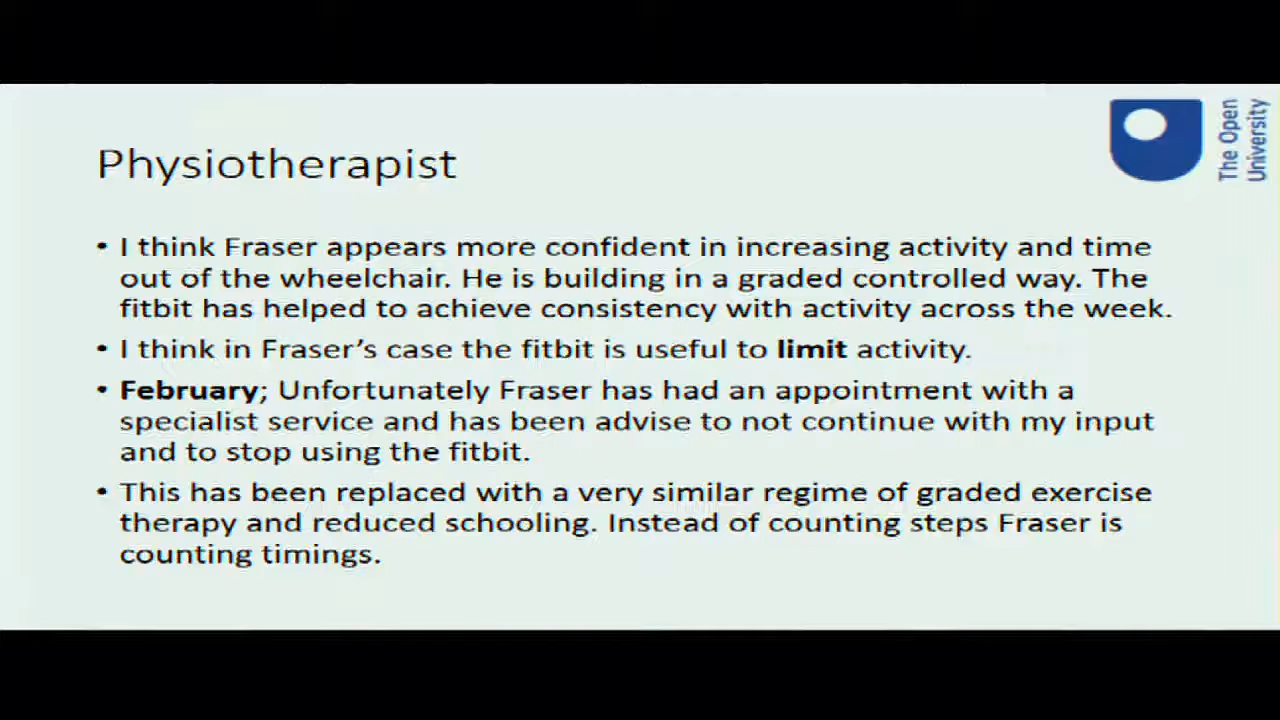 The Open
University
Physiotherapist
• I think Fraser appears more confident in increasing activity and time
out of the wheelchair. He is building in a graded controlled way. The
fitbit has helped to achieve consistency with activity across the week.
• I think in Fraser's case the fitbit is useful to limit activity.
• February; Unfortunately Fraser has had an appointment with a
specialist service and has been advise to not continue with my input
and to stop using the fitbit.
• This has been replaced with a very similar regime of graded exercise
therapy and reduced schooling. Instead of counting steps Fraser is
counting timings.